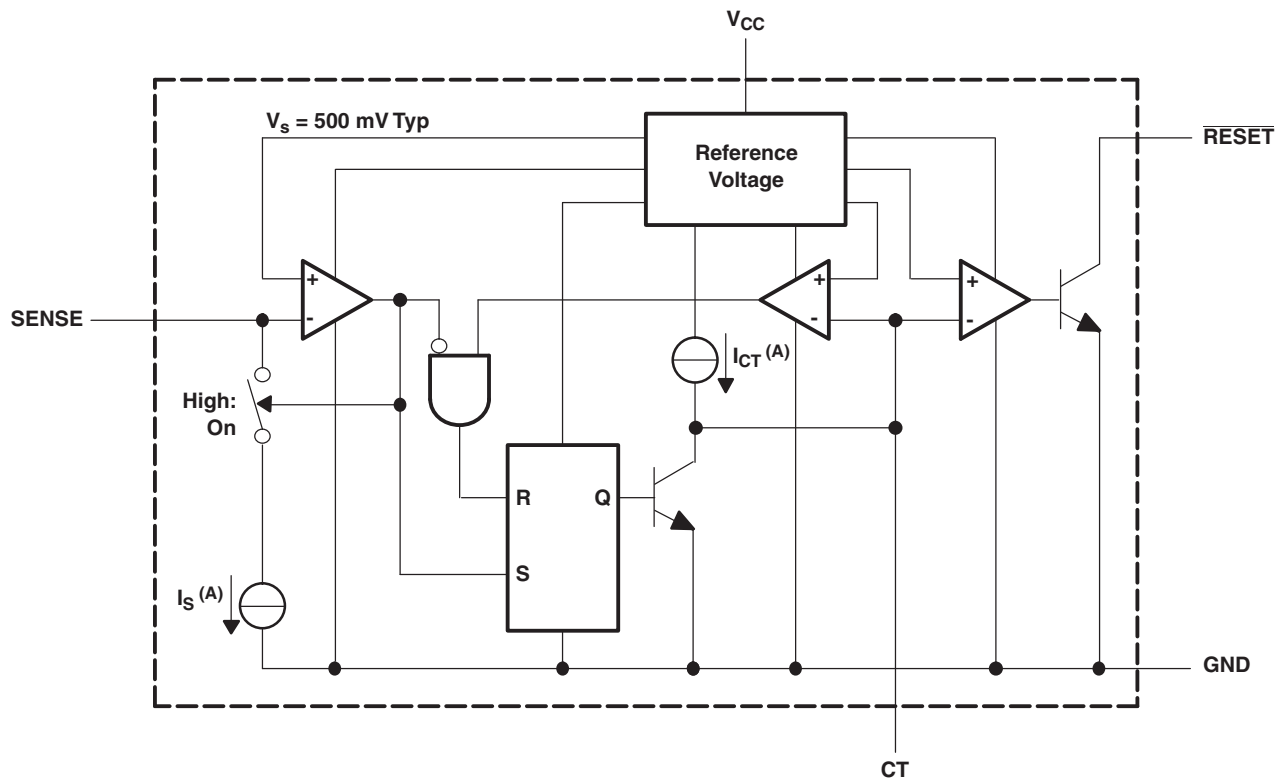 V_CC
V_s = 500 mV Typ
Reference
Voltage
RESET
+
-
+
-
+
-
SENSE
High:
On
I_CT (A)
R
Q
S
I_S (A)
GND
CT